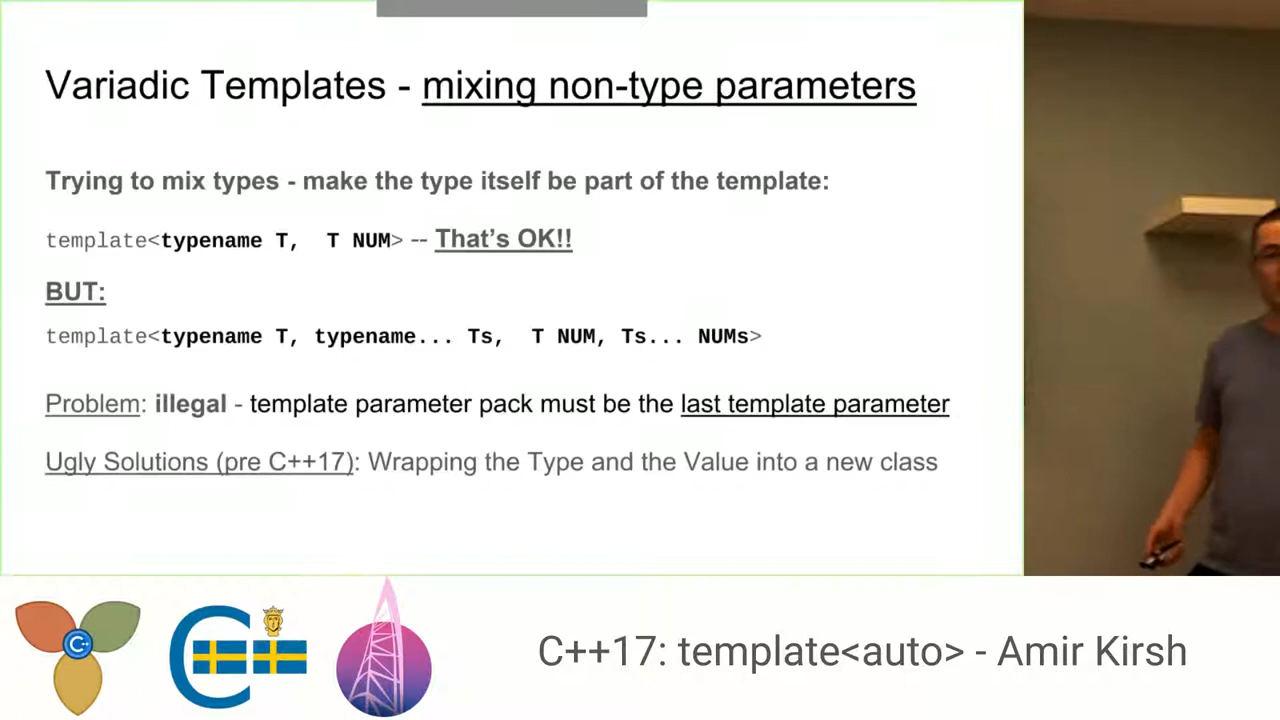 Variadic Templates - mixing non-type parameters
Trying to mix types - make the type itself be part of the template:
template<typename T, T NUM> -- That's OK!!
BUT:
template<typename T, typename... Ts, T NUM, Ts... NUMs>
Problem: illegal - template parameter pack must be the last template parameter
Ugly Solutions (pre C++17): Wrapping the Type and the Value into a new class
C++
C++
C++17: template<auto> - Amir Kirsh